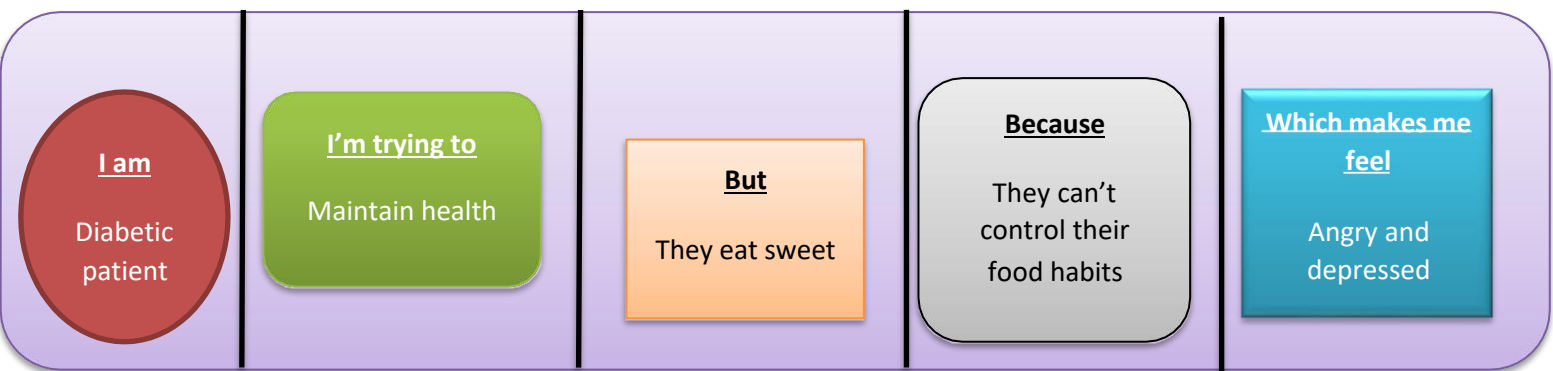 I am
Diabetic
patient
I'm trying to
Maintain health
But
They eat sweet
Because
They can't
control their
food habits
Which makes me
feel
Angry and
depressed